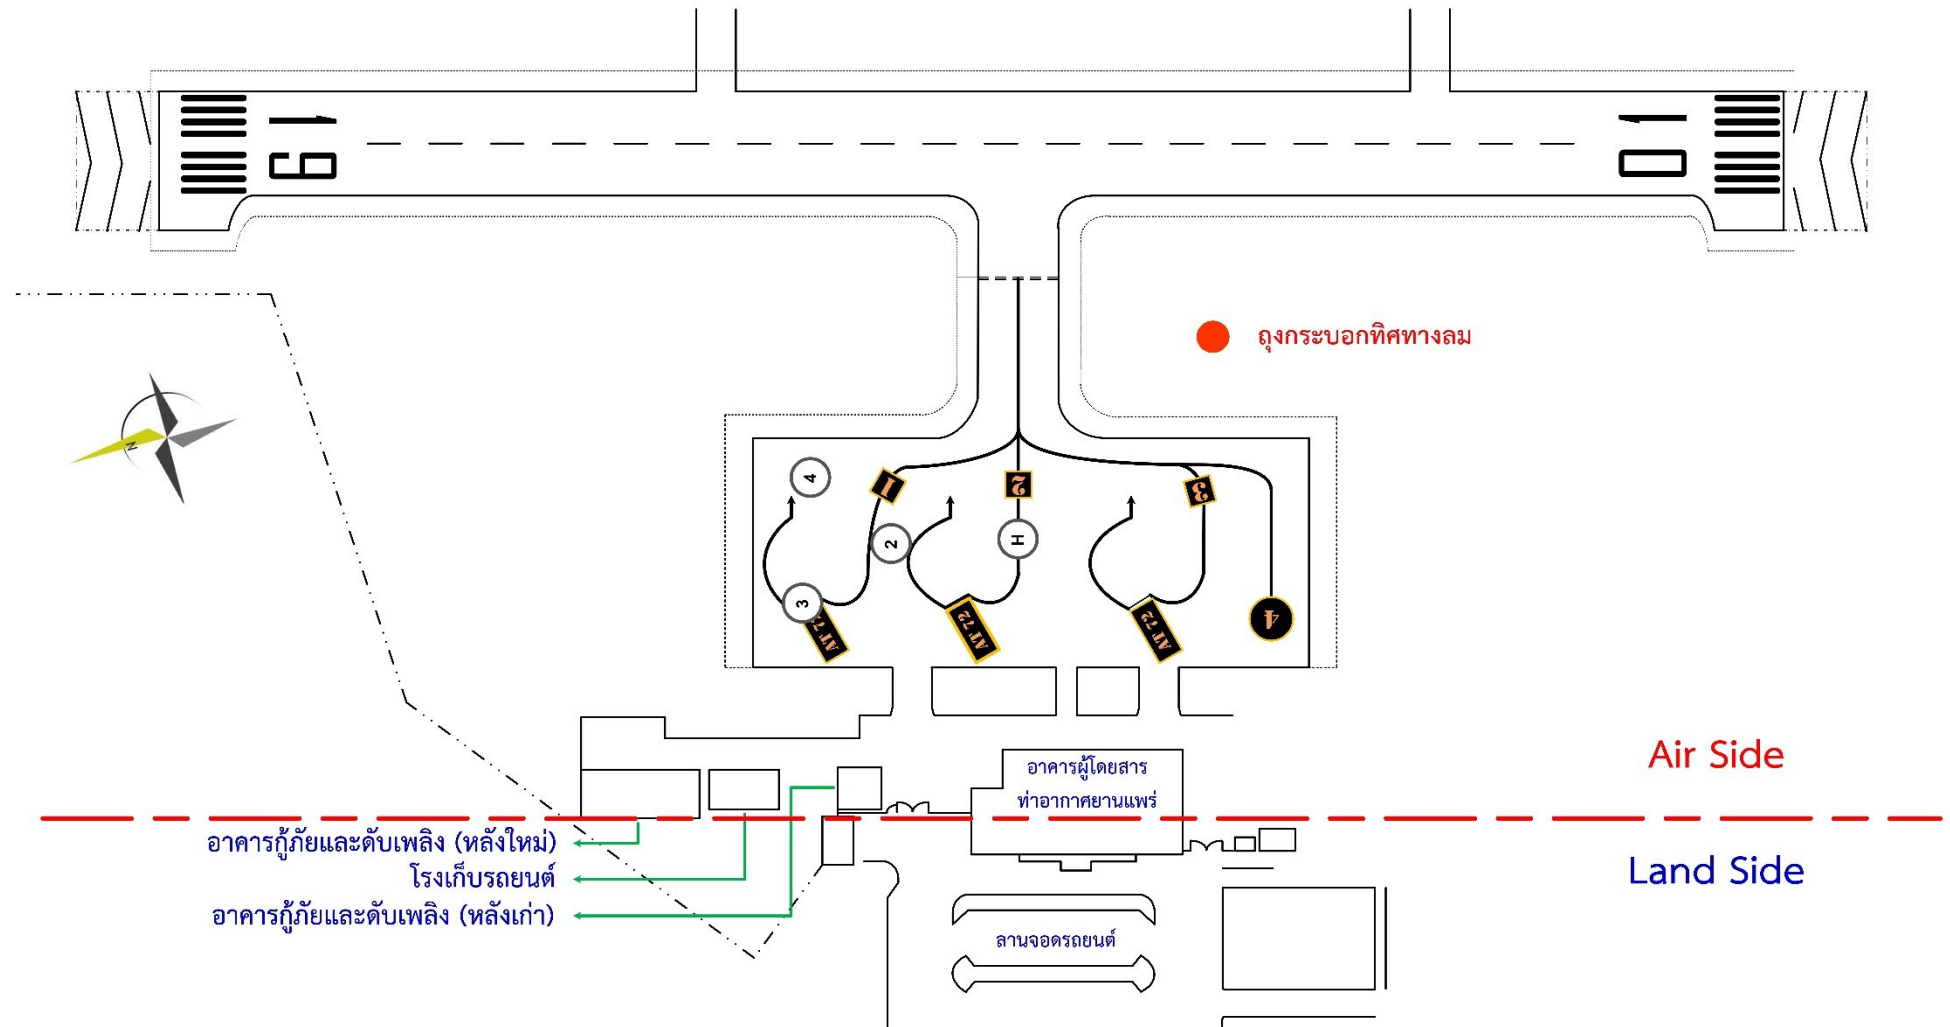 19
01
ถุงกระบอกทิศทางลม
N
4
1
2
3
2
H
3
AT 72
AT 72
AT 72
4
อาคารผู้โดยสาร
ท่าอากาศยานแพร่
Air Side
อาคารกู้ภัยและดับเพลิง (หลังใหม่)
โรงเก็บรถยนต์
อาคารกู้ภัยและดับเพลิง (หลังเก่า)
Land Side
ลานจอดรถยนต์